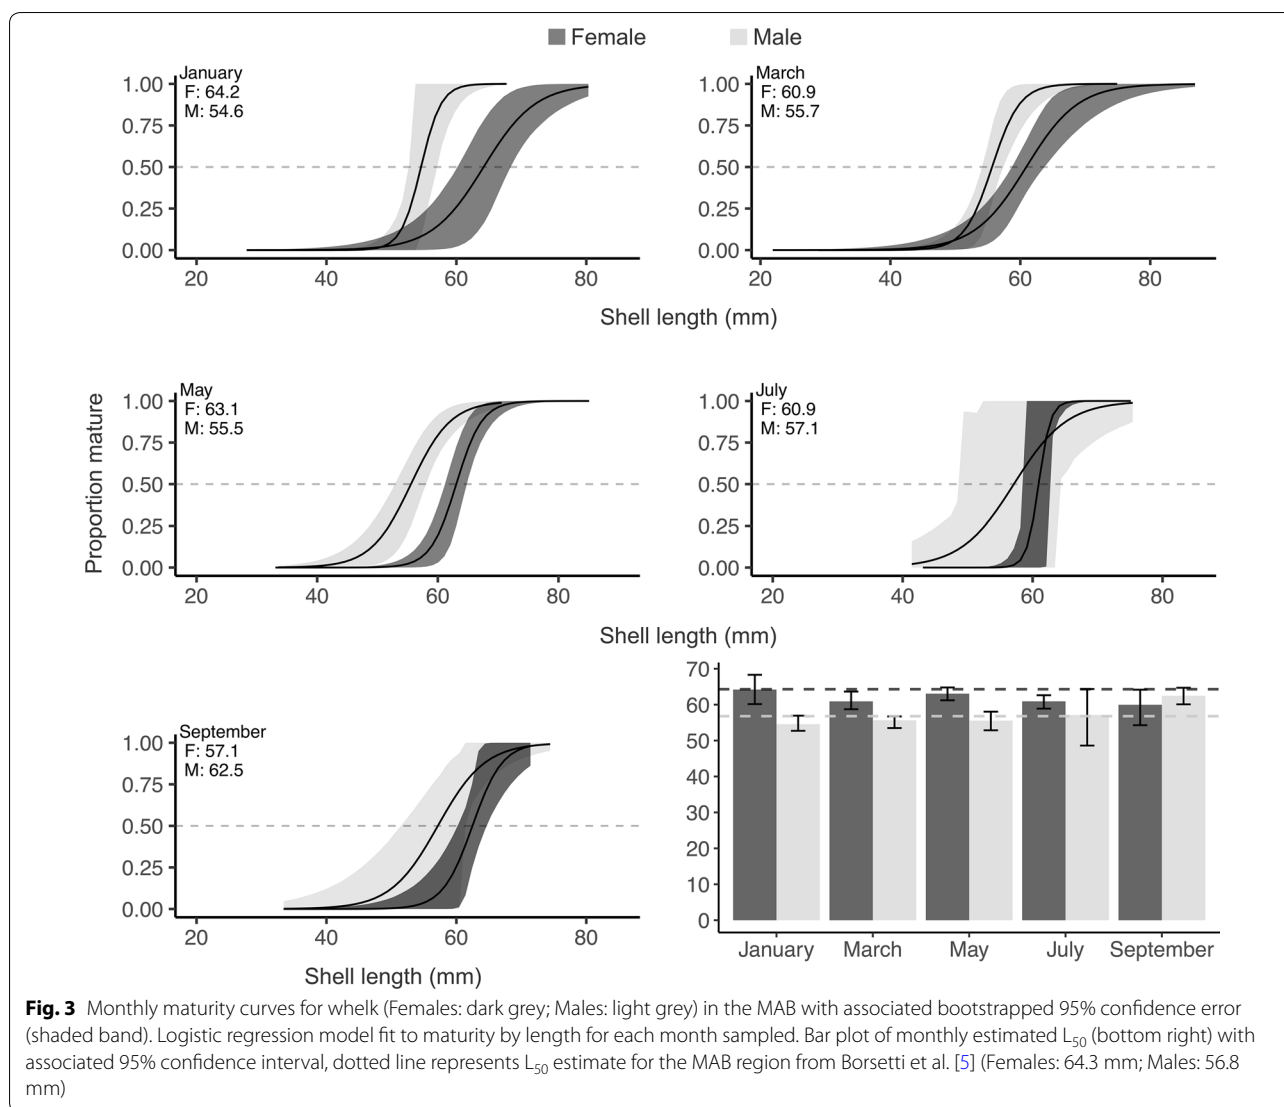 Female Male
January
F: 64.2
M: 54.6
1.00
0.75
0.50
0.25
0.00
20 40 60 80
March
F: 60.9
M: 55.7
1.00
0.75
0.50
0.25
0.00
20 40 60 80
Shell length (mm)
Proportion mature
May
F: 63.1
M: 55.5
1.00
0.75
0.50
0.25
0.00
20 40 60 80
July
F: 60.9
M: 57.1
1.00
0.75
0.50
0.25
0.00
20 40 60 80
Shell length (mm)
September
F: 57.1
M: 62.5
1.00
0.75
0.50
0.25
0.00
20 40 60 80
Shell length (mm)
70
60
50
40
30
20
10
0
January March May July September
Fig. 3 Monthly maturity curves for whelk (Females: dark grey; Males: light grey) in the MAB with associated bootstrapped 95% confidence error
(shaded band). Logistic regression model fit to maturity by length for each month sampled. Bar plot of monthly estimated L50 (bottom right) with
associated 95% confidence interval, dotted line represents L50 estimate for the MAB region from Borsetti et al. [5] (Females: 64.3 mm; Males: 56.8
mm)